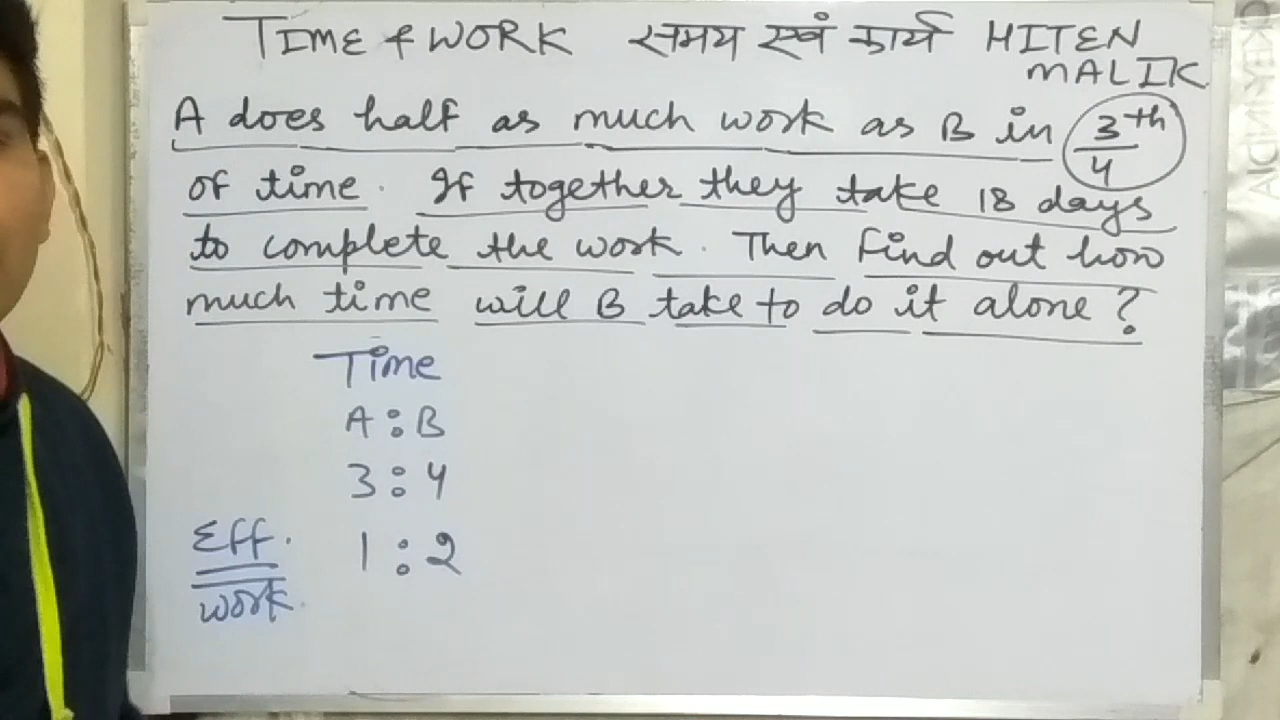 TIME & WORK समय एवं कार्य HITEN
MALIK
A does half as much work as B in 3/4 th
of time. If together they take 18 days
to complete the work. Then find out how
much time will B take to do it alone?
Time
A : B
3 : 4
Eff. 1 : 2
work.